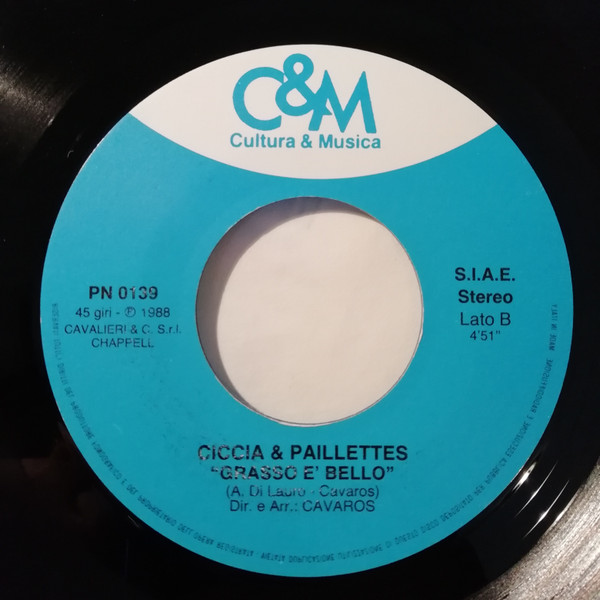 C&M
Cultura & Musica
PN 0139
45 giri - ℗ 1988
CAVALIERI & C. S.r.l.
CHAPPELL
S.I.A.E.
Stereo
Lato B
4'51"
CICCIA & PAILLETTES
"GRASSO E' BELLO"
(A. Di Lauro - Cavaros)
Dir. e Arr.: CAVAROS